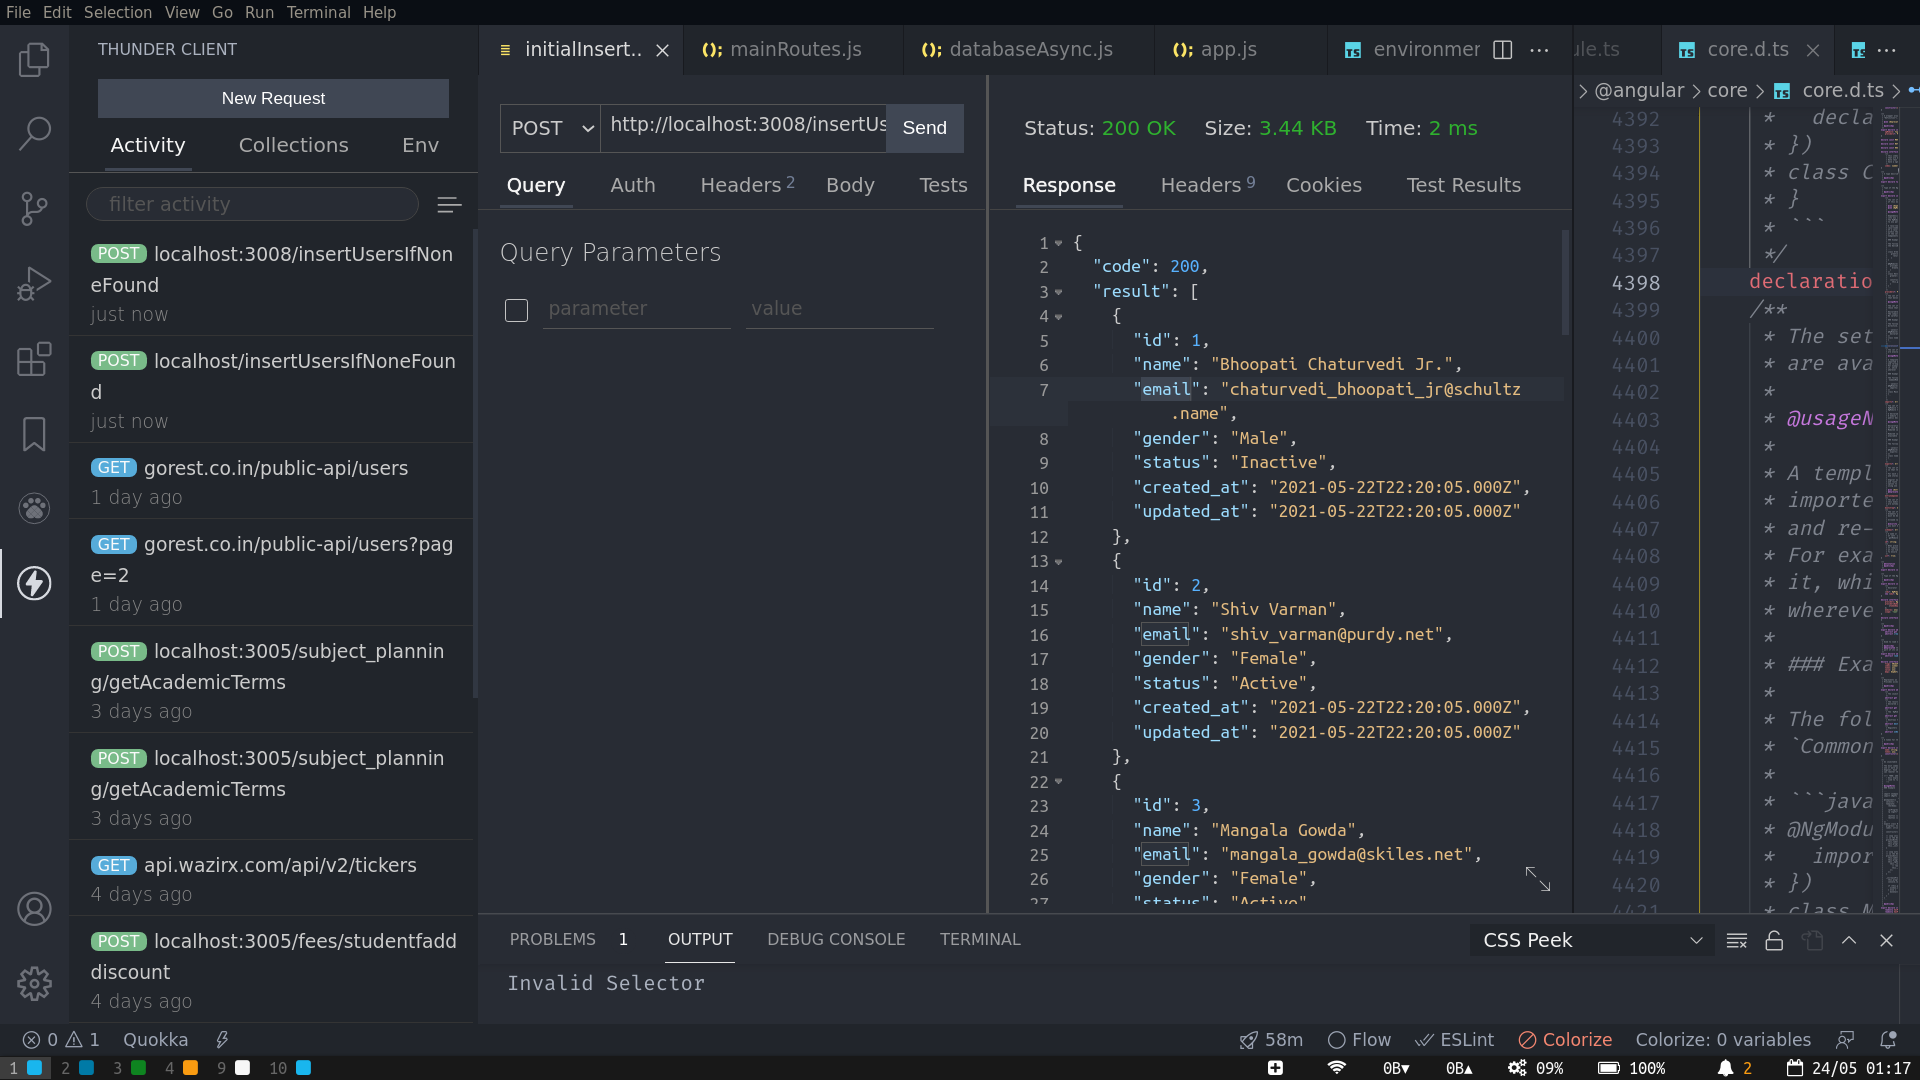 File Edit Selection View Go Run Terminal Help
THUNDER CLIENT
New Request
Activity Collections Env
filter activity
POST localhost:3008/insertUsersIfNon
eFound
just now
POST localhost/insertUsersIfNoneFoun
d
just now
GET gorest.co.in/public-api/users
1 day ago
GET gorest.co.in/public-api/users?pag
e=2
1 day ago
POST localhost:3005/subject_plannin
g/getAcademicTerms
3 days ago
POST localhost:3005/subject_plannin
g/getAcademicTerms
3 days ago
GET api.wazirx.com/api/v2/tickers
4 days ago
POST localhost:3005/fees/studentfadd
discount
4 days ago
initialInsert.. mainRoutes.js databaseAsync.js app.js environmer
POST http://localhost:3008/insertUs Send
Query Auth Headers 2 Body Tests
Query Parameters
parameter value
Status: 200 OK Size: 3.44 KB Time: 2 ms
Response Headers 9 Cookies Test Results
1 {
2 "code": 200,
3 "result": [
4 {
5 "id": 1,
6 "name": "Bhoopati Chaturvedi Jr.",
7 "email": "chaturvedi_bhoopati_jr@schultz
.name",
8 "gender": "Male",
9 "status": "Inactive",
10 "created_at": "2021-05-22T22:20:05.000Z",
11 "updated_at": "2021-05-22T22:20:05.000Z"
12 },
13 {
14 "id": 2,
15 "name": "Shiv Varman",
16 "email": "shiv_varman@purdy.net",
17 "gender": "Female",
18 "status": "Active",
19 "created_at": "2021-05-22T22:20:05.000Z",
20 "updated_at": "2021-05-22T22:20:05.000Z"
21 },
22 {
23 "id": 3,
24 "name": "Mangala Gowda",
25 "email": "mangala_gowda@skiles.net",
26 "gender": "Female",
27 "status": "Active"
ule.ts TS core.d.ts TS
@angular core TS core.d.ts
4392 * decla
4393 * })
4394 * class C
4395 * }
4396 * ```
4397 */
4398 declaratio
4399 /**
4400 * The set
4401 * are ava
4402 *
4403 * @usageN
4404 *
4405 * A templ
4406 * importe
4407 * and re-
4408 * For exa
4409 * it, whi
4410 * whereve
4411 *
4412 * ### Exa
4413 *
4414 * The fol
4415 * `Common
4416 *
4417 * ```java
4418 * @NgModu
4419 * impor
4420 * })
4421 * class M
PROBLEMS 1 OUTPUT DEBUG CONSOLE TERMINAL
CSS Peek
Invalid Selector
0 1 Quokka
58m Flow ESLint Colorize Colorize: 0 variables
1 2 3 4 9 10
0B 0B 09% 100% 2 24/05 01:17